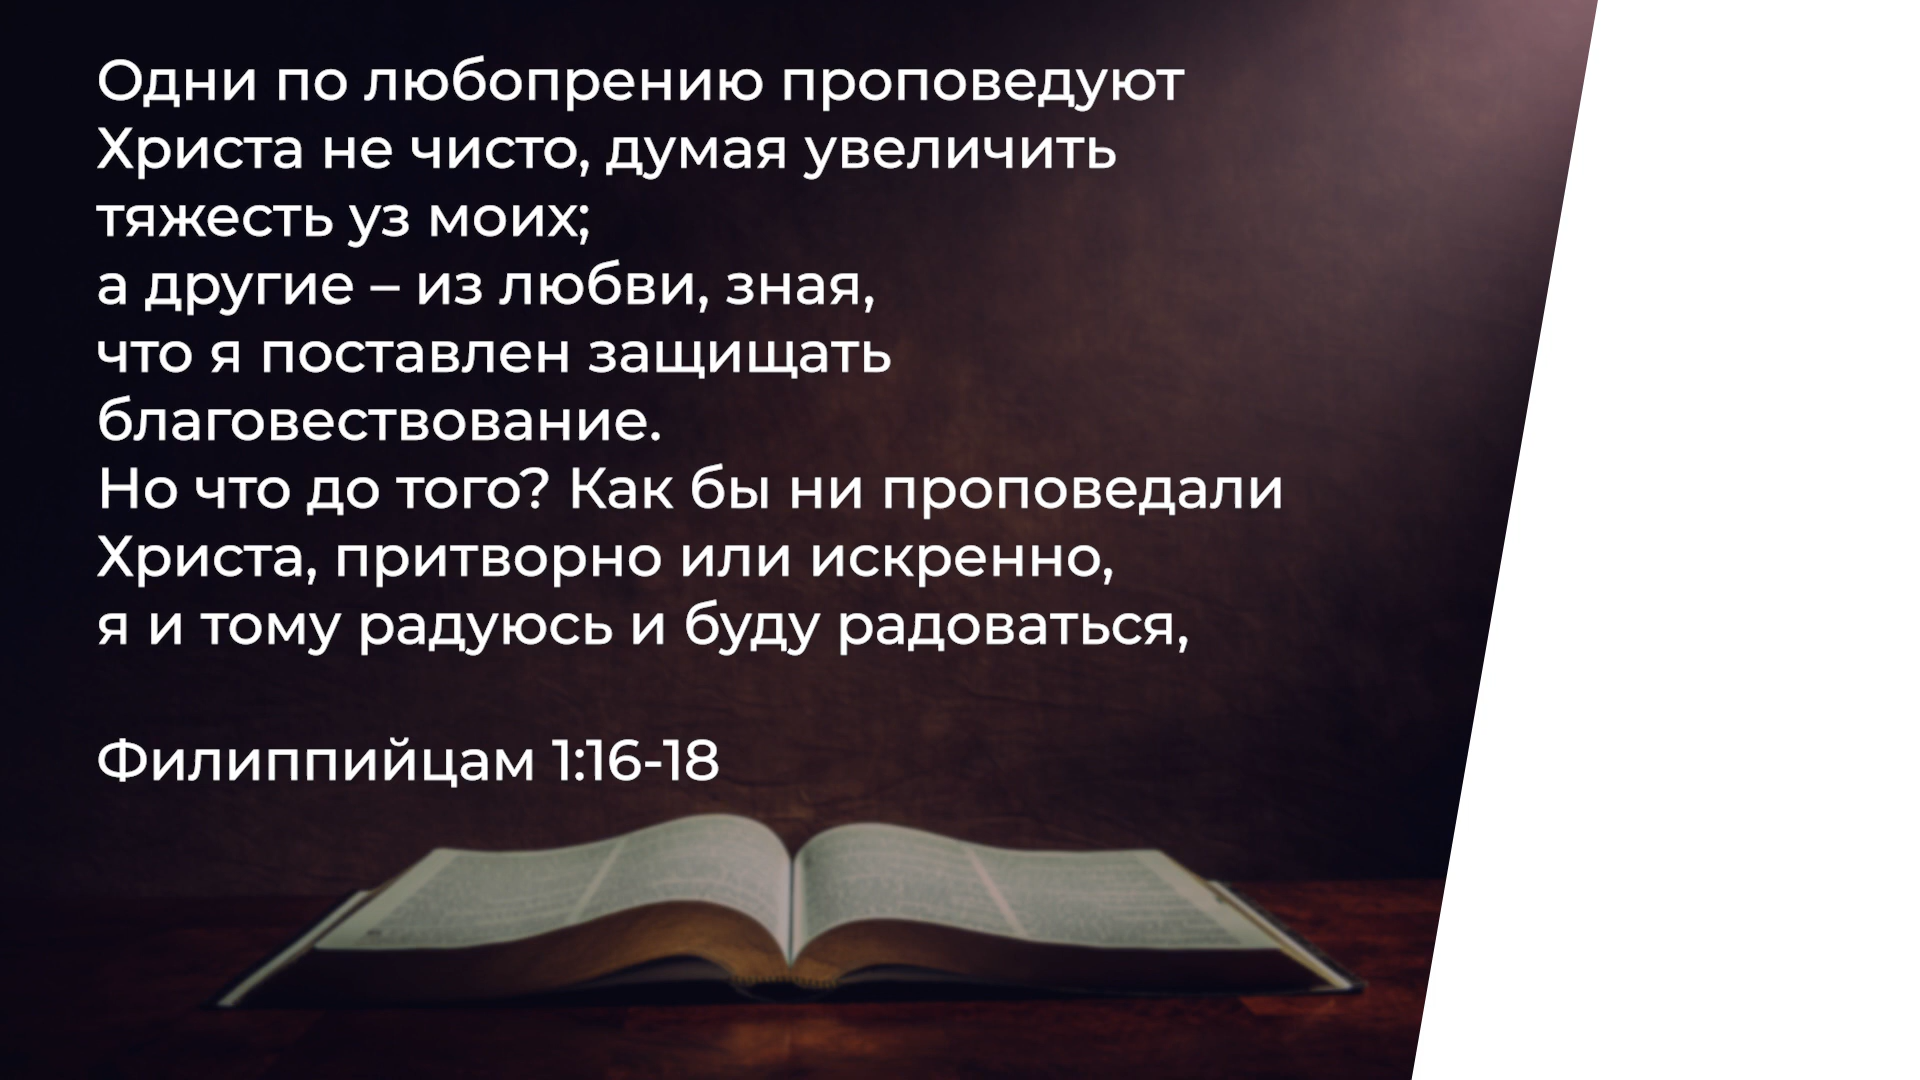 Одни по любопрению проповедуют
Христа не чисто, думая увеличить
тяжесть уз моих;
а другие – из любви, зная,
что я поставлен защищать
благовествование.
Но что до того? Как бы ни проповедали
Христа, притворно или искренно,
я и тому радуюсь и буду радоваться,
Филиппийцам 1:16-18